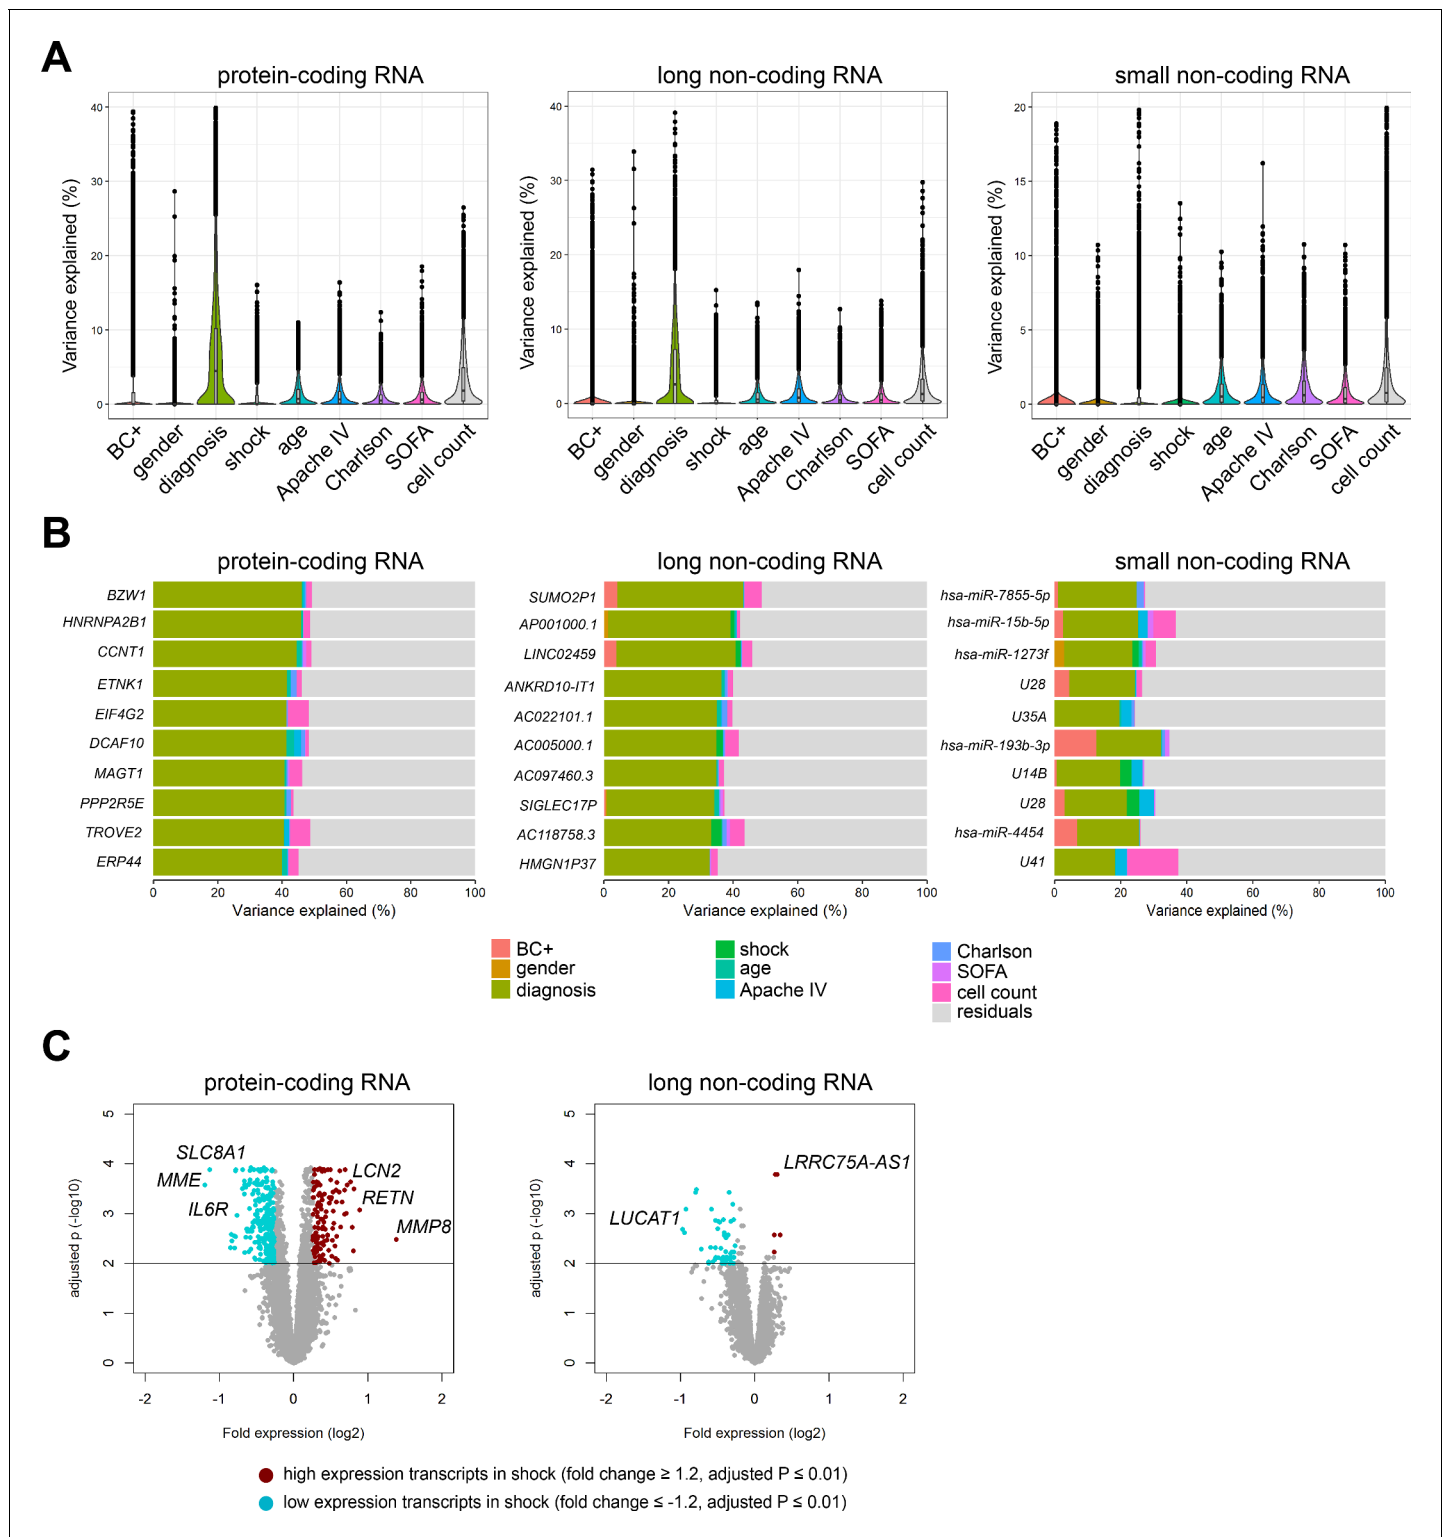 A
protein-coding RNA
long non-coding RNA
small non-coding RNA
Variance explained (%)
40
30
20
10
0
BC+
gender
diagnosis
shock
age
Apache IV
Charlson
SOFA
cell count
Variance explained (%)
40
30
20
10
0
BC+
gender
diagnosis
shock
age
Apache IV
Charlson
SOFA
cell count
Variance explained (%)
20
15
10
5
0
BC+
gender
diagnosis
shock
age
Apache IV
Charlson
SOFA
cell count
B
protein-coding RNA
BZW1
HNRNPA2B1
CCNT1
ETNK1
EIF4G2
DCAF10
MAGT1
PPP2R5E
TROVE2
ERP44
0 20 40 60 80 100
Variance explained (%)
long non-coding RNA
SUMO2P1
AP001000.1
LINC02459
ANKRD10-IT1
AC022101.1
AC005000.1
AC097460.3
SIGLEC17P
AC118758.3
HMGN1P37
0 20 40 60 80 100
Variance explained (%)
small non-coding RNA
hsa-miR-7855-5p
hsa-miR-15b-5p
hsa-miR-1273f
U28
U35A
hsa-miR-193b-3p
U14B
U28
hsa-miR-4454
U41
0 20 40 60 80 100
Variance explained (%)
BC+
gender
diagnosis
shock
age
Apache IV
Charlson
SOFA
cell count
residuals
C
protein-coding RNA
adjusted p (-log10)
5
4
3
2
1
0
SLC8A1
MME
IL6R
LCN2
RETN
MMP8
-2 -1 0 1 2
Fold expression (log2)
long non-coding RNA
adjusted p (-log10)
5
4
3
2
1
0
LRRC75A-AS1
LUCAT1
-2 -1 0 1 2
Fold expression (log2)
high expression transcripts in shock (fold change ≥ 1.2, adjusted P ≤ 0.01)
low expression transcripts in shock (fold change ≤ -1.2, adjusted P ≤ 0.01)